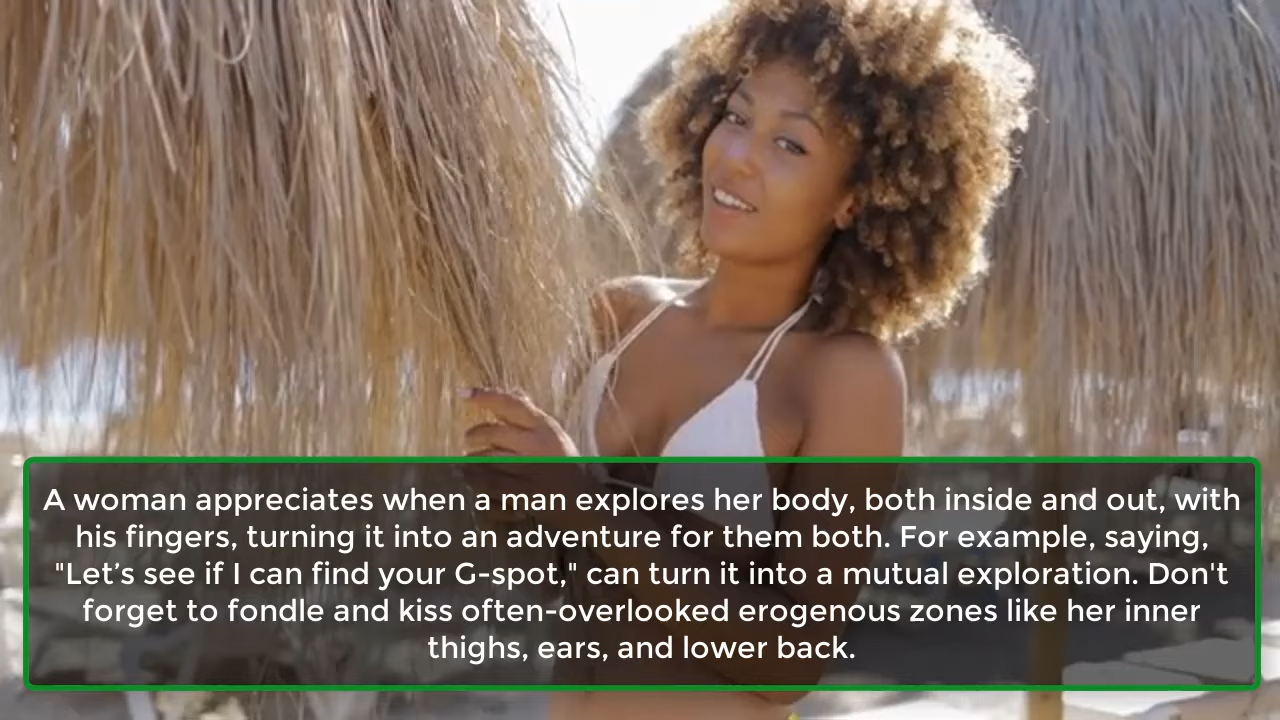 A woman appreciates when a man explores her body, both inside and out, with
his fingers, turning it into an adventure for them both. For example, saying,
"Let’s see if I can find your G-spot," can turn it into a mutual exploration. Don't
forget to fondle and kiss often-overlooked erogenous zones like her inner
thighs, ears, and lower back.